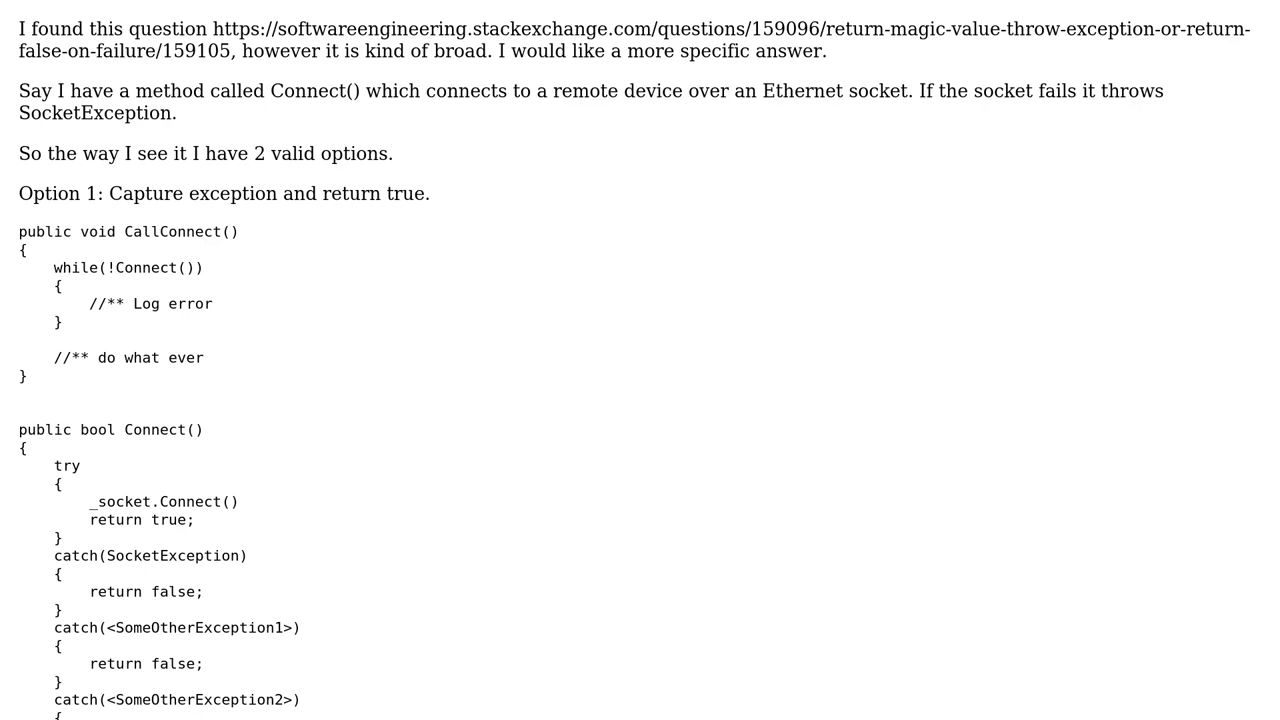 I found this question https://softwareengineering.stackexchange.com/questions/159096/return-magic-value-throw-exception-or-return-
false-on-failure/159105, however it is kind of broad. I would like a more specific answer.
Say I have a method called Connect() which connects to a remote device over an Ethernet socket. If the socket fails it throws
SocketException.
So the way I see it I have 2 valid options.
Option 1: Capture exception and return true.
public void CallConnect()
{
    while(!Connect())
    {
        //** Log error
    }

    //** do what ever
}


public bool Connect()
{
    try
    {
        _socket.Connect()
        return true;
    }
    catch(SocketException)
    {
        return false;
    }
    catch(<SomeOtherException1>)
    {
        return false;
    }
    catch(<SomeOtherException2>)
    {